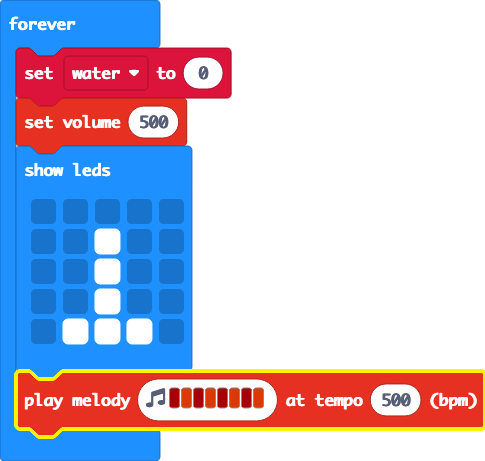 forever
set water to 0
set volume 500
show leds
play melody at tempo 500 (bpm)